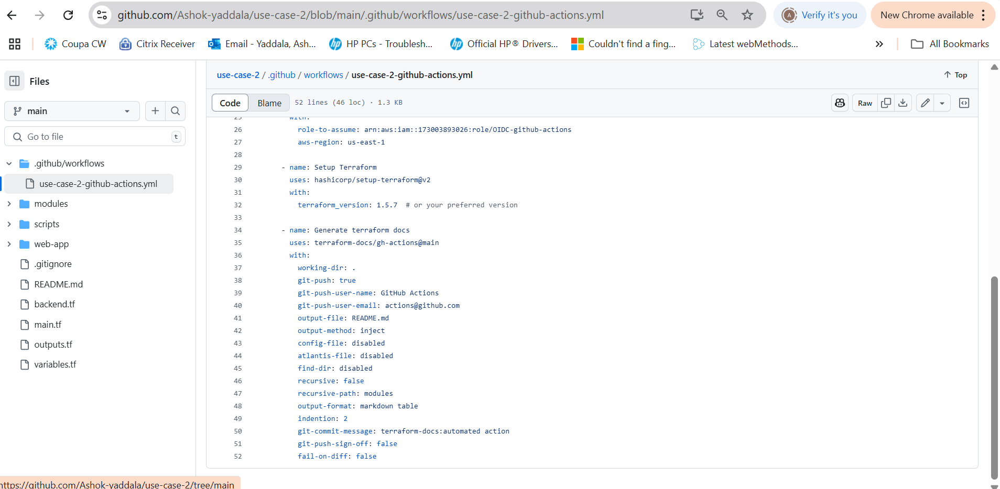 github.com/Ashok-yaddala/use-case-2/blob/main/.github/workflows/use-case-2-github-actions.yml
A Verify it's you
New Chrome available
Coupa CW
Citrix Receiver
Email - Yaddala, Ash...
HP PCs - Troublesh...
Official HP® Drivers...
Couldn't find a fing...
Latest webMethods...
»
All Bookmarks
Files
main
Go to file
t
.github/workflows
use-case-2-github-actions.yml
modules
scripts
web-app
.gitignore
README.md
backend.tf
main.tf
outputs.tf
variables.tf
use-case-2 / .github / workflows / use-case-2-github-actions.yml
Top
Code Blame 52 lines (46 loc) · 1.3 KB
Raw
25 with:
26 role-to-assume: arn:aws:iam::173003893026:role/OIDC-github-actions
27 aws-region: us-east-1
28
29 - name: Setup Terraform
30 uses: hashicorp/setup-terraform@v2
31 with:
32 terraform_version: 1.5.7 # or your preferred version
33
34 - name: Generate terraform docs
35 uses: terraform-docs/gh-actions@main
36 with:
37 working-dir: .
38 git-push: true
39 git-push-user-name: GitHub Actions
40 git-push-user-email: actions@github.com
41 output-file: README.md
42 output-method: inject
43 config-file: disabled
44 atlantis-file: disabled
45 find-dir: disabled
46 recursive: false
47 recursive-path: modules
48 output-format: markdown table
49 indention: 2
50 git-commit-message: terraform-docs:automated action
51 git-push-sign-off: false
52 fail-on-diff: false
https://github.com/Ashok-yaddala/use-case-2/tree/main